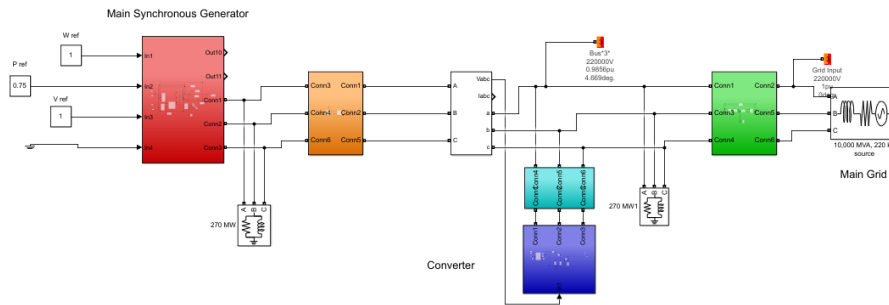 Main Synchronous Generator
W ref
1
P ref
0.75
V ref
1
In1
In2
In3
In4
Out10
Out11
Conn1
Conn2
Conn3
Conn3
Conn4
Conn6
Conn1
Conn2
Conn5
A
B
C
Vabc
Iabc
a
b
c
Bus*3*
220000V
0.9856pu
4.669deg.
Conn1
Conn3
Conn4
Conn2
Conn5
Conn6
Grid Input
220000V
1pu
A
B
C
10,000 MVA, 220 k
source
Main Grid
A
B
C
270 MW
A
B
C
270 MW1
Conn4
Conn5
Conn6
Conn1
Conn2
Conn3
Converter